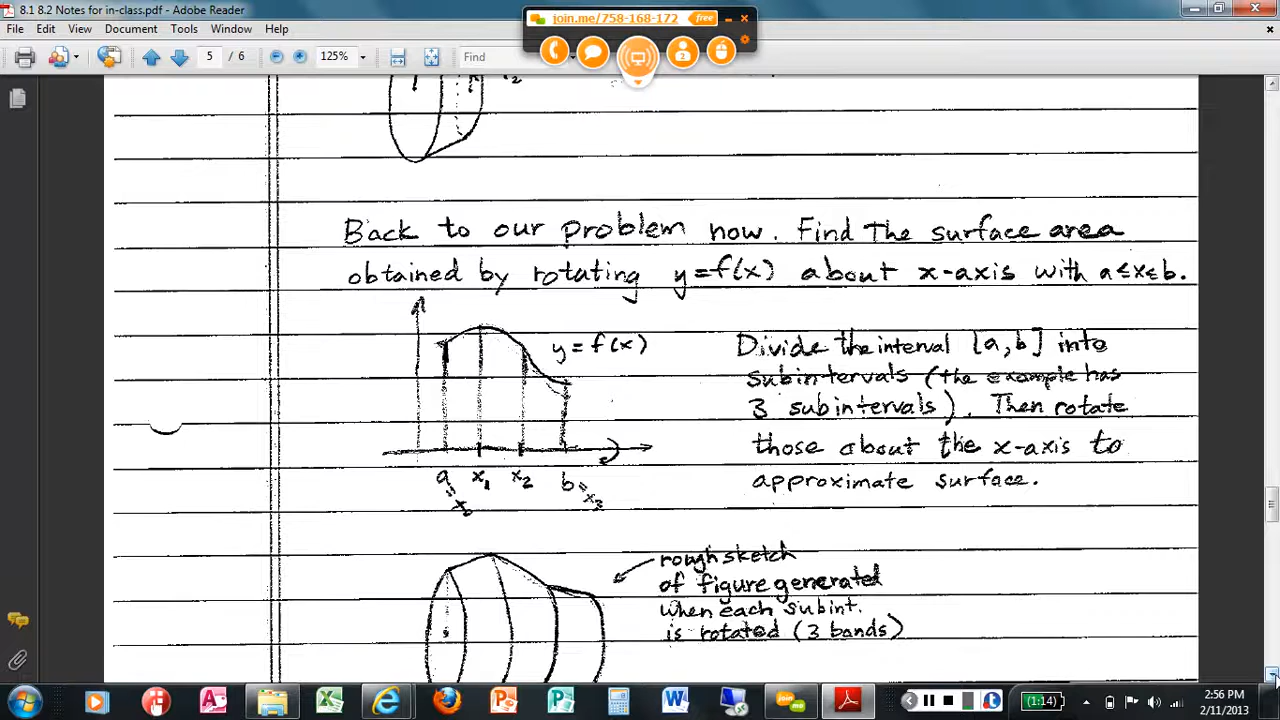 8.1 8.2 Notes for in-class.pdf - Adobe Reader
join.me/758-168-172 free
File Edit View Document Tools Window Help
5 / 6 125% Find
2
Back to our problem now. Find the surface area
obtained by rotating y=f(x) about x-axis with a≤x≤b.
y = f(x)
Divide the interval [a,b] into
subintervals (the example has
3 subintervals). Then rotate
those about the x-axis to
approximate surface.
a x₁ x₂ b = x₃
= x₀
rough sketch
of figure generated
when each subint.
is rotated (3 bands)
(1:14)
2:56 PM
2/11/2013